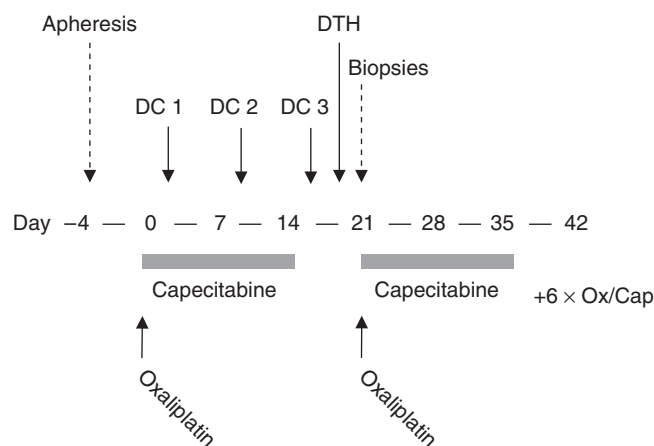 Apheresis
DTH
Biopsies
DC 1 DC 2 DC 3
Day –4 — 0 — 7 — 14 — 21 — 28 — 35 — 42
Capecitabine Capecitabine +6 × Ox/Cap
Oxaliplatin Oxaliplatin